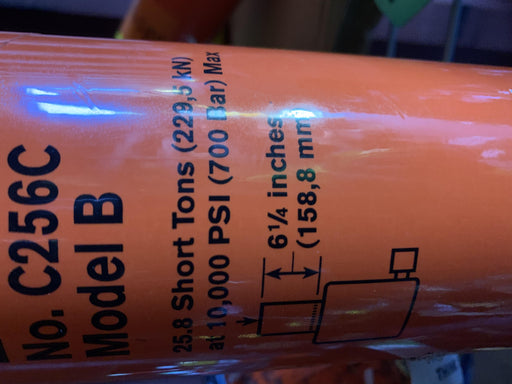 No. C256C
Model B
25.8 Short Tons (229,5 kN)
at 10,000 PSI (700 Bar) Max
6¼ inches
(158,8 mm)